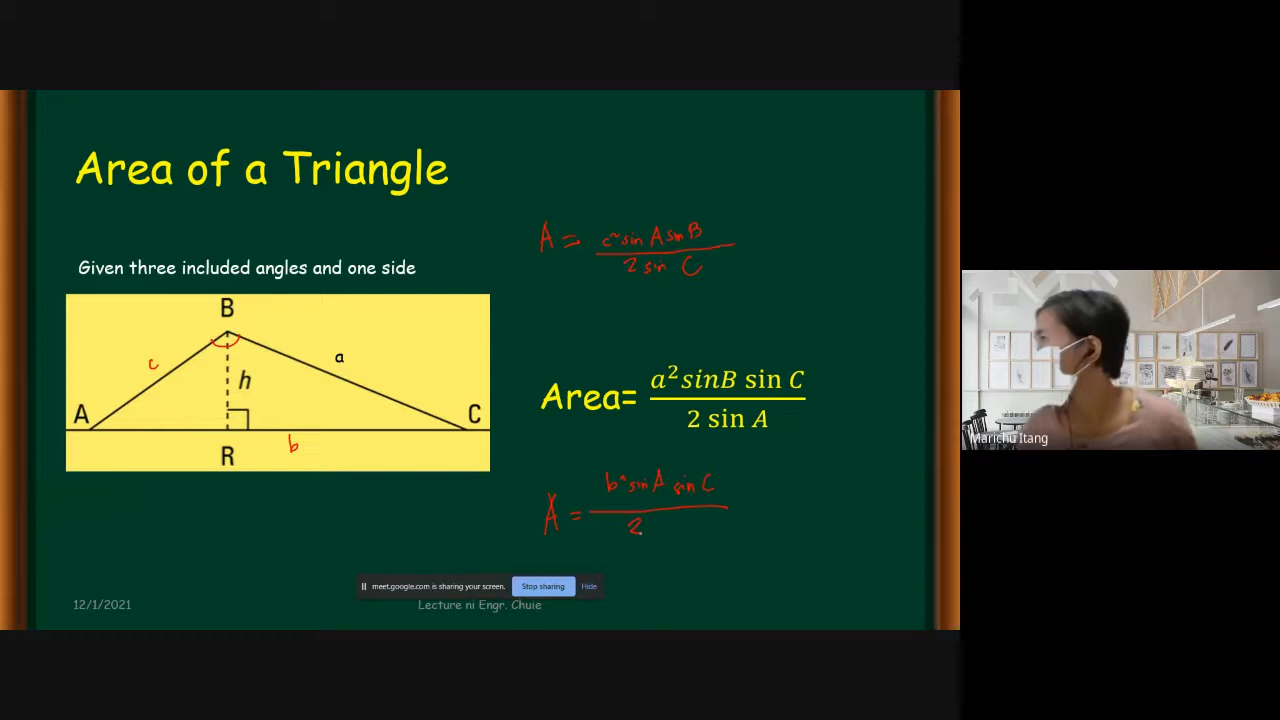 Area of a Triangle
A = c² sin A sin B
2 sin C
Given three included angles and one side
B
c
a
h
A
C
b
R
Area= a² sinB sin C
2 sin A
A = b² sin A sin C
2
meet.google.com is sharing your screen. Stop sharing Hide
12/1/2021 Lecture ni Engr. Chuie
Marichu Itang